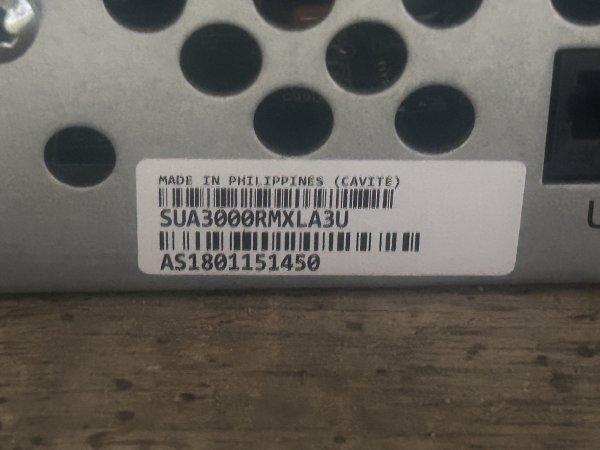 MADE IN PHILIPPINES (CAVITE)
SUA3000RMXLA3U
AS1801151450
U